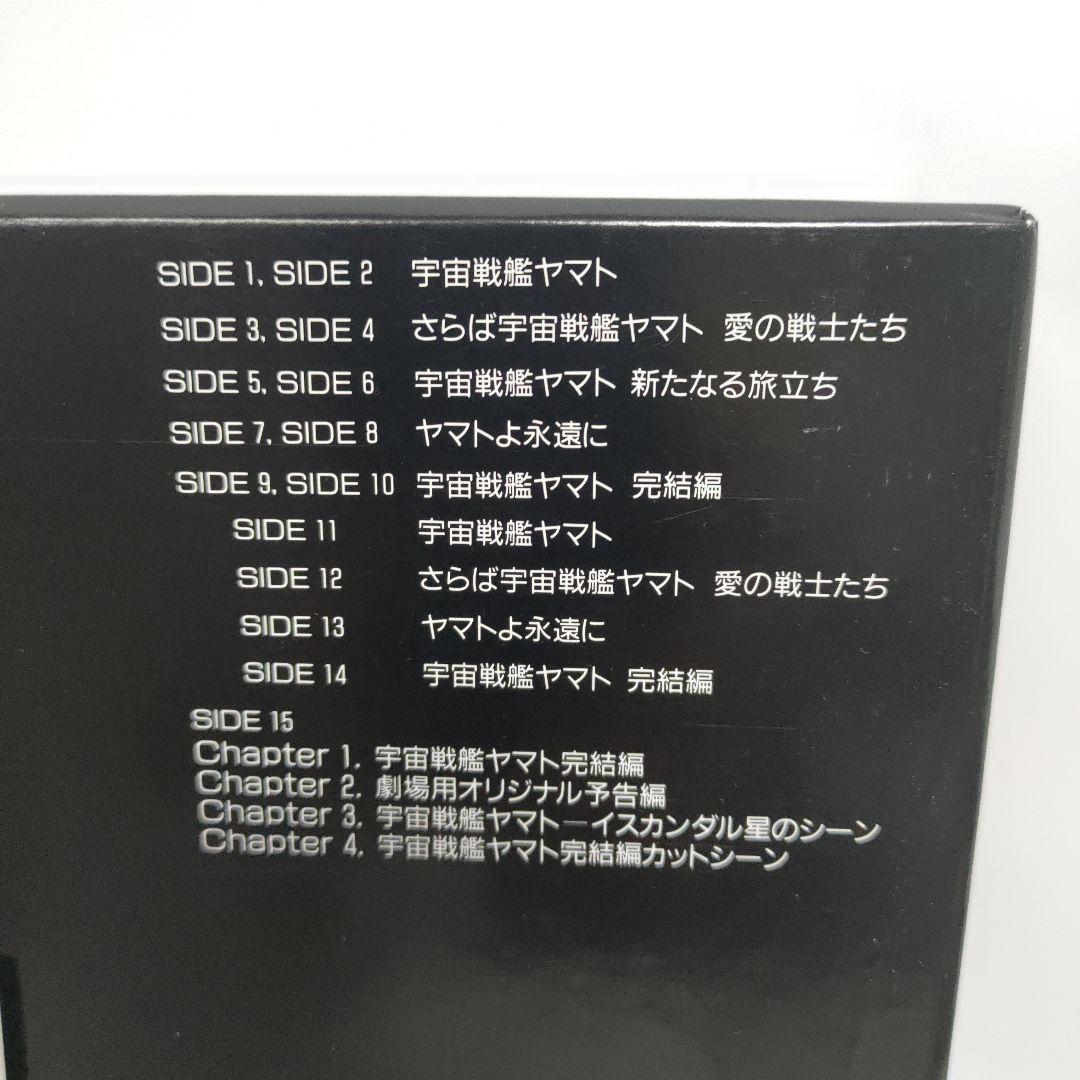 SIDE 1, SIDE 2 宇宙戦艦ヤマト
SIDE 3, SIDE 4 さらば宇宙戦艦ヤマト 愛の戦士たち
SIDE 5, SIDE 6 宇宙戦艦ヤマト 新たなる旅立ち
SIDE 7, SIDE 8 ヤマトよ永遠に
SIDE 9, SIDE 10 宇宙戦艦ヤマト 完結編
SIDE 11 宇宙戦艦ヤマト
SIDE 12 さらば宇宙戦艦ヤマト 愛の戦士たち
SIDE 13 ヤマトよ永遠に
SIDE 14 宇宙戦艦ヤマト 完結編
SIDE 15
Chapter 1. 宇宙戦艦ヤマト完結編
Chapter 2. 劇場用オリジナル予告編
Chapter 3. 宇宙戦艦ヤマト―イスカンダル星のシーン
Chapter 4. 宇宙戦艦ヤマト完結編カットシーン